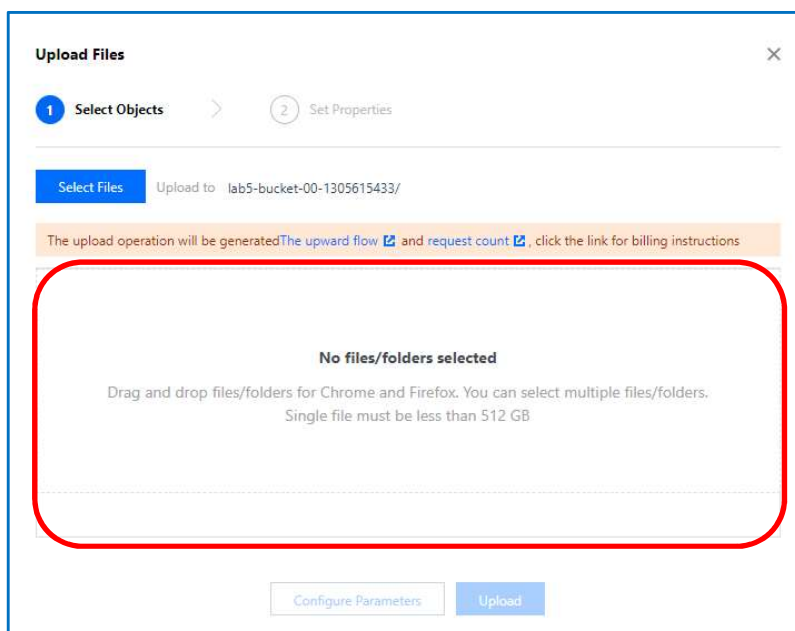 Upload Files
1 Select Objects 2 Set Properties
Select Files Upload to lab5-bucket-00-1305615433/
The upload operation will be generatedThe upward flow and request count , click the link for billing instructions
No files/folders selected
Drag and drop files/folders for Chrome and Firefox. You can select multiple files/folders.
Single file must be less than 512 GB
Configure Parameters Upload